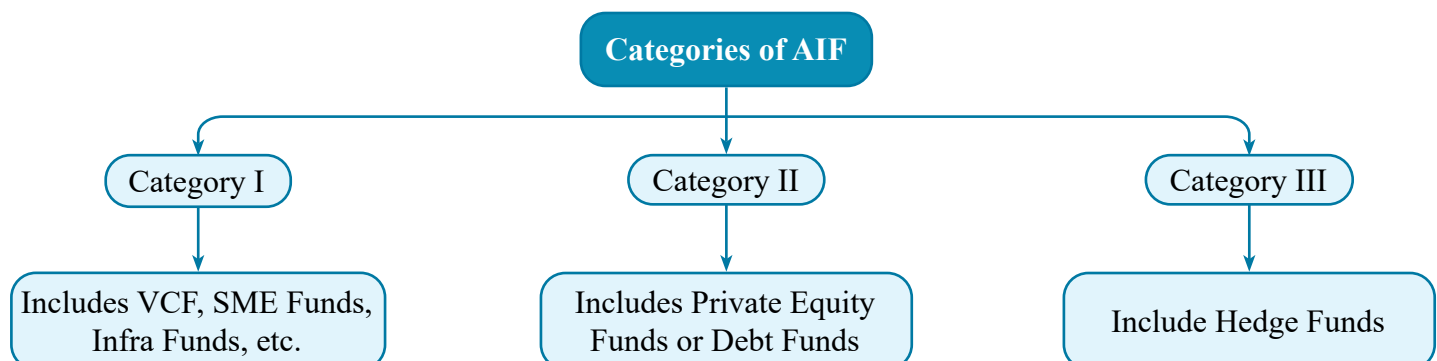 Categories of AIF
Category I
Category II
Category III
Includes VCF, SME Funds,
Infra Funds, etc.
Includes Private Equity
Funds or Debt Funds
Include Hedge Funds